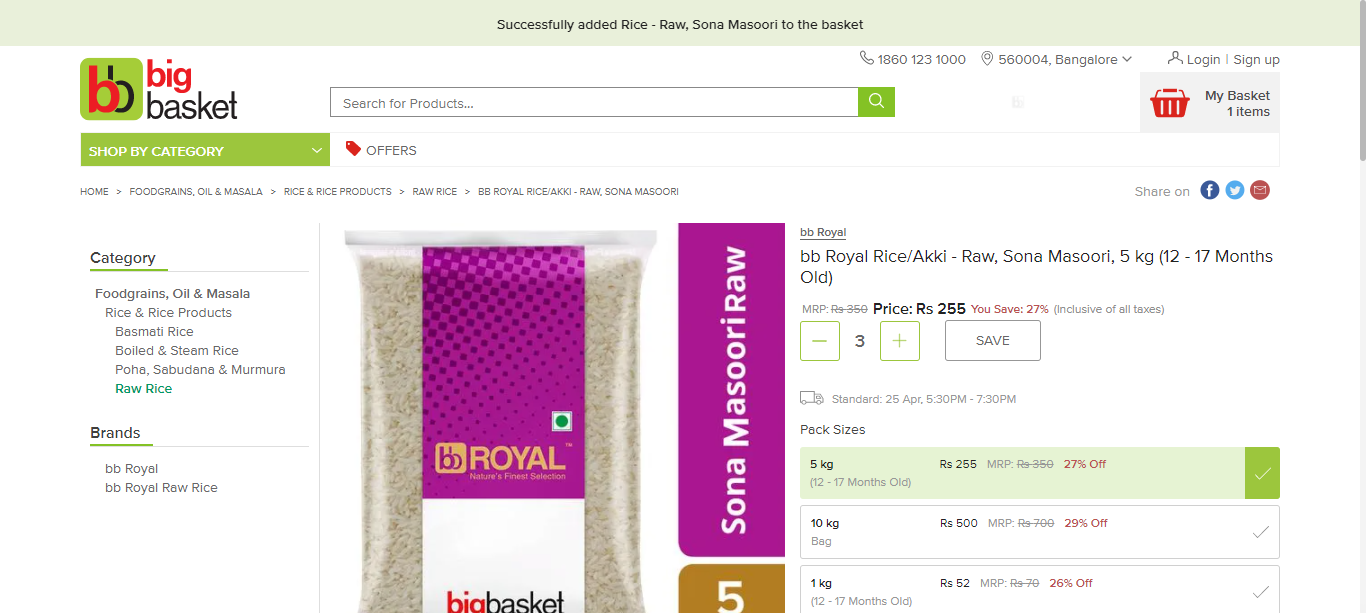 Successfully added Rice - Raw, Sona Masoori to the basket
1860 123 1000
560004, Bangalore
Login | Sign up
bb big basket
Search for Products...
My Basket
1 items
SHOP BY CATEGORY
OFFERS
HOME > FOODGRAINS, OIL & MASALA > RICE & RICE PRODUCTS > RAW RICE > BB ROYAL RICE/AKKI - RAW, SONA MASOORI
Share on
Category
Foodgrains, Oil & Masala
Rice & Rice Products
Basmati Rice
Boiled & Steam Rice
Poha, Sabudana & Murmura
Raw Rice
Brands
bb Royal
bb Royal Raw Rice
bb ROYAL™
Nature's Finest Selection
bigbasket
Sona Masoori Raw
5
bb Royal
bb Royal Rice/Akki - Raw, Sona Masoori, 5 kg (12 - 17 Months
Old)
MRP: Rs 350 Price: Rs 255 You Save: 27% (Inclusive of all taxes)
3
SAVE
Standard: 25 Apr, 5:30PM - 7:30PM
Pack Sizes
5 kg Rs 255 MRP: Rs 350 27% Off
(12 - 17 Months Old)
10 kg Rs 500 MRP: Rs 700 29% Off
Bag
1 kg Rs 52 MRP: Rs 70 26% Off
(12 - 17 Months Old)